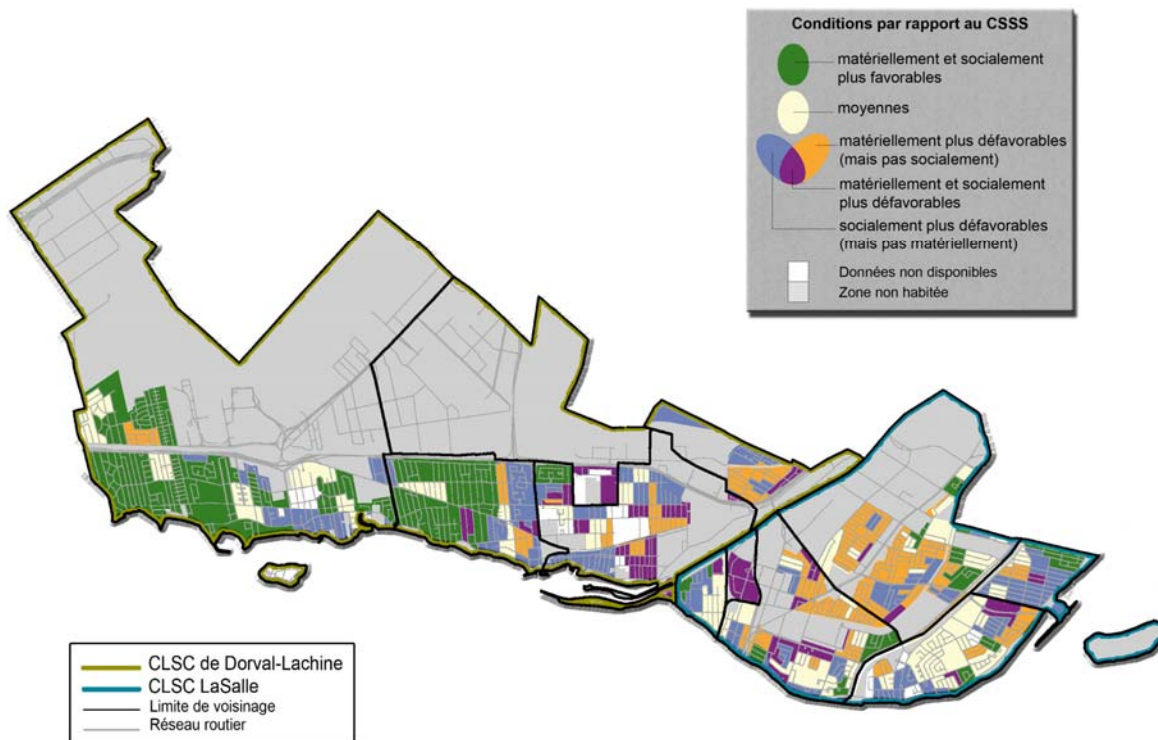 Conditions par rapport au CSSS
matériellement et socialement
plus favorables
moyennes
matériellement plus défavorables
(mais pas socialement)
matériellement et socialement
plus défavorables
socialement plus défavorables
(mais pas matériellement)
Données non disponibles
Zone non habitée
CLSC de Dorval-Lachine
CLSC LaSalle
Limite de voisinage
Réseau routier